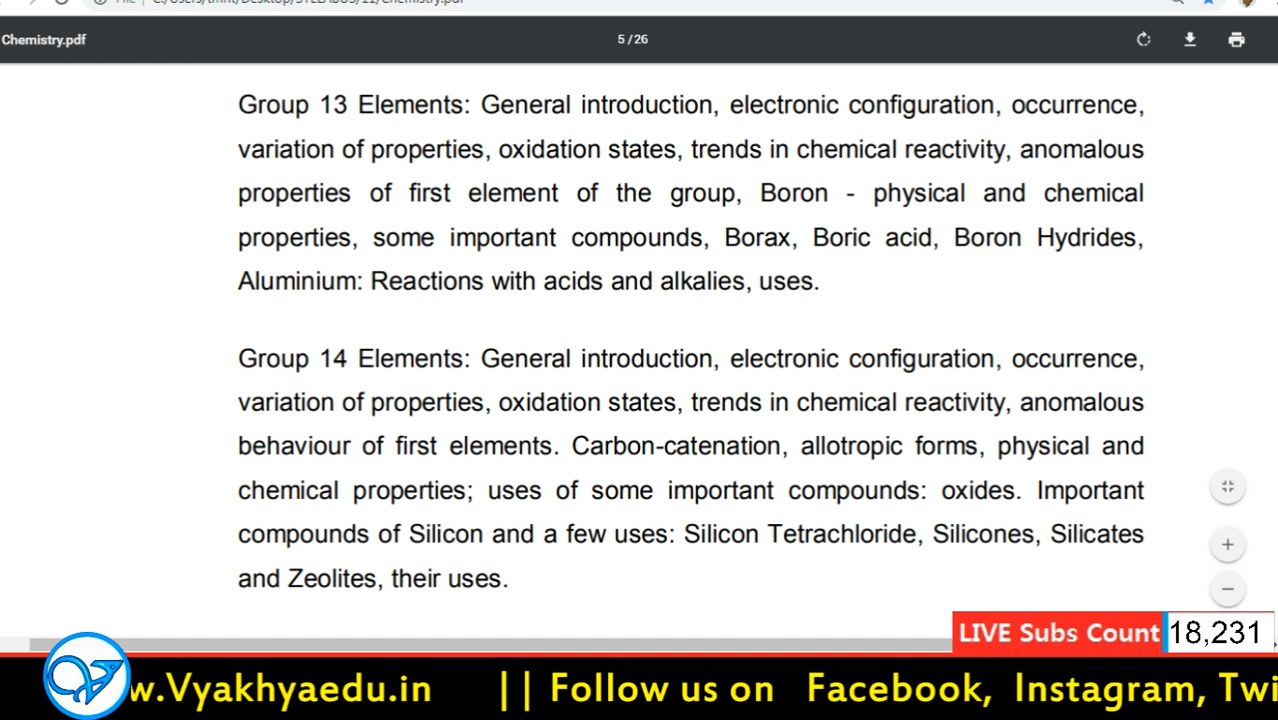 Chemistry.pdf
5 / 26
Group 13 Elements: General introduction, electronic configuration, occurrence,
variation of properties, oxidation states, trends in chemical reactivity, anomalous
properties of first element of the group, Boron - physical and chemical
properties, some important compounds, Borax, Boric acid, Boron Hydrides,
Aluminium: Reactions with acids and alkalies, uses.
Group 14 Elements: General introduction, electronic configuration, occurrence,
variation of properties, oxidation states, trends in chemical reactivity, anomalous
behaviour of first elements. Carbon-catenation, allotropic forms, physical and
chemical properties; uses of some important compounds: oxides. Important
compounds of Silicon and a few uses: Silicon Tetrachloride, Silicones, Silicates
and Zeolites, their uses.
LIVE Subs Count 18,231
w.Vyakhyaedu.in || Follow us on Facebook, Instagram, Twi